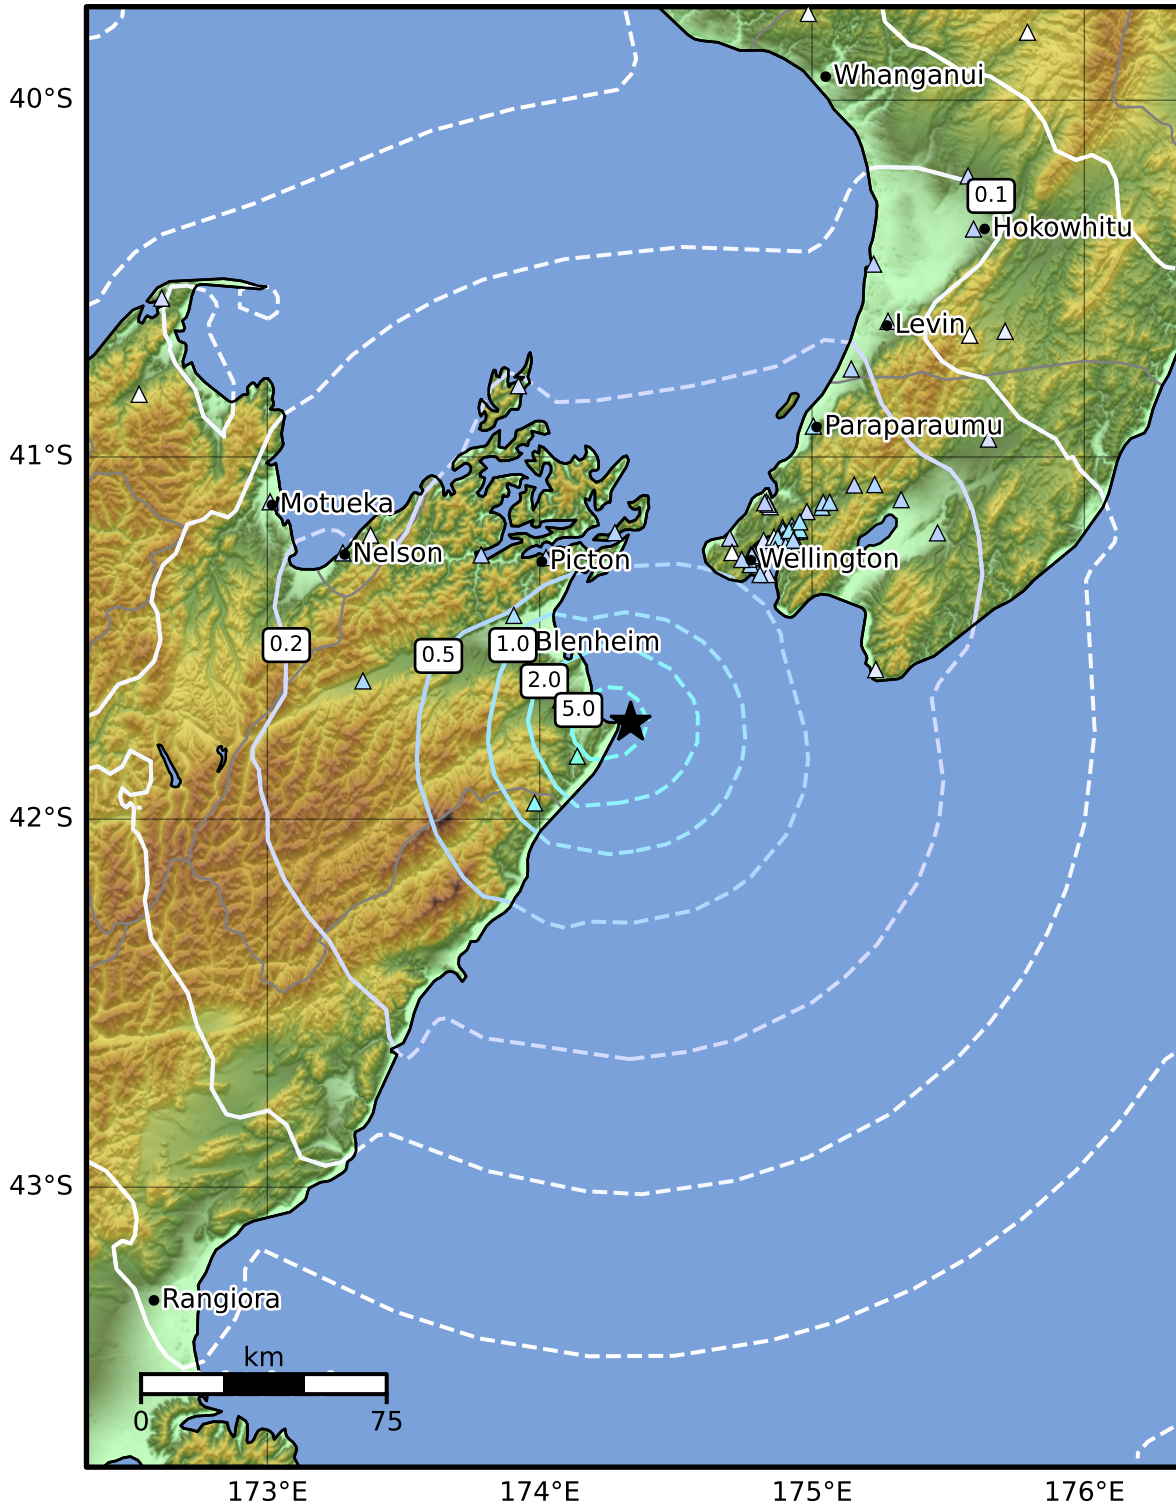 Whanganui
40°S
0.1
Hokowhitu
Levin
Paraparaumu
41°S
Motueka
Nelson
Picton
Wellington
0.2
0.5
1.0
Blenheim
2.0
5.0
42°S
43°S
Rangiora
km
0
75
173°E
174°E
175°E
176°E